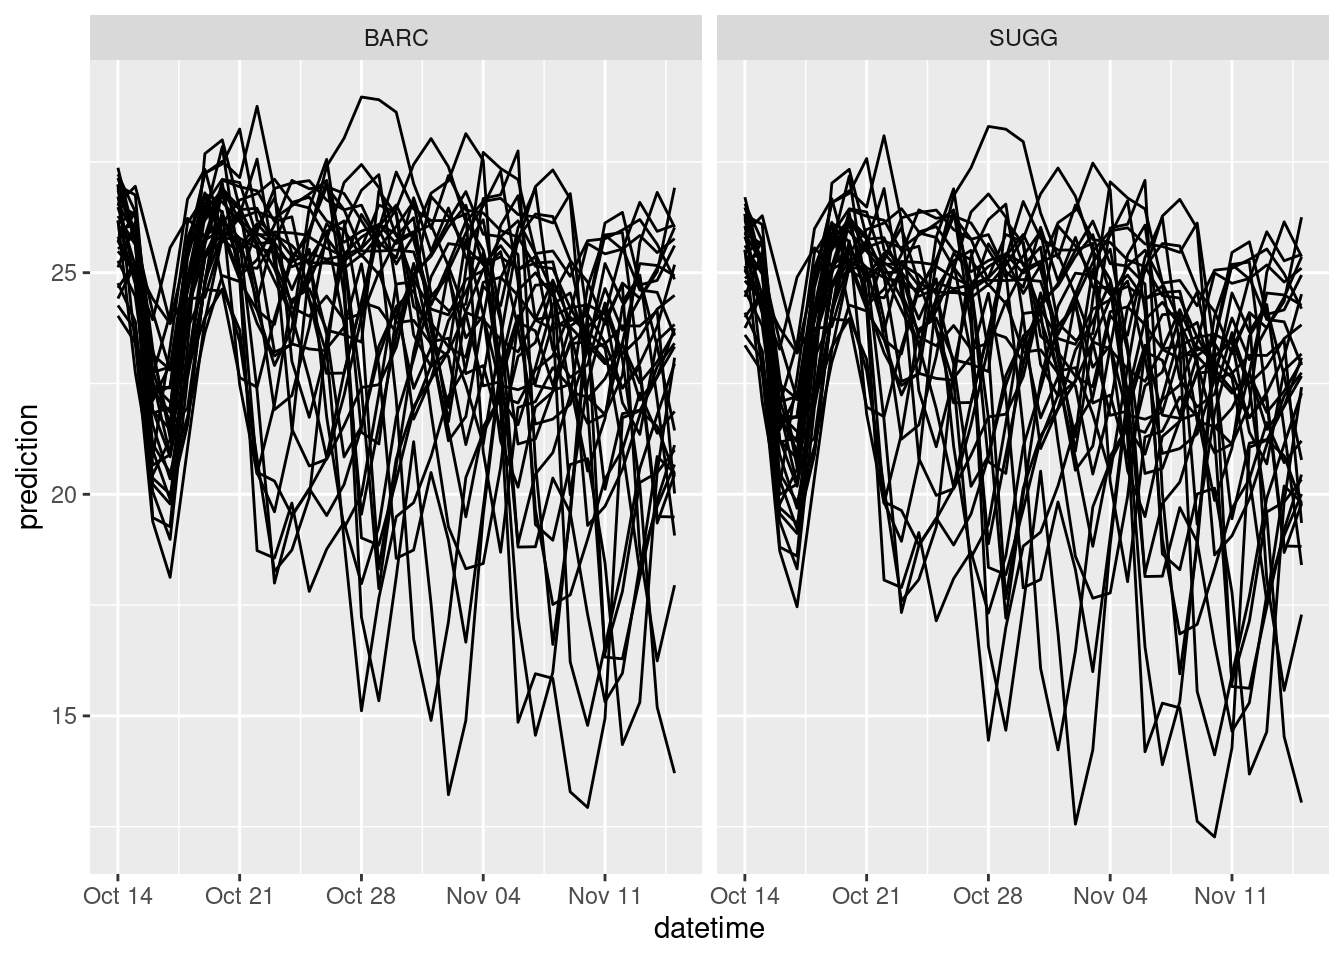 BARC
SUGG
prediction
25
20
15
Oct 14
Oct 21
Oct 28
Nov 04
Nov 11
Oct 14
Oct 21
Oct 28
Nov 04
Nov 11
datetime